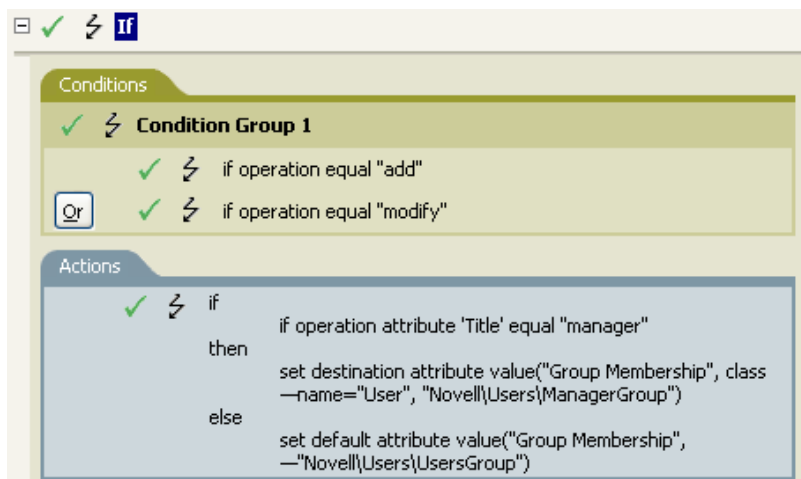 If
Conditions
Condition Group 1
if operation equal "add"
Or if operation equal "modify"
Actions
if
if operation attribute 'Title' equal "manager"
then
set destination attribute value("Group Membership", class
—name="User", "Novell\Users\ManagerGroup")
else
set default attribute value("Group Membership",
—"Novell\Users\UsersGroup")